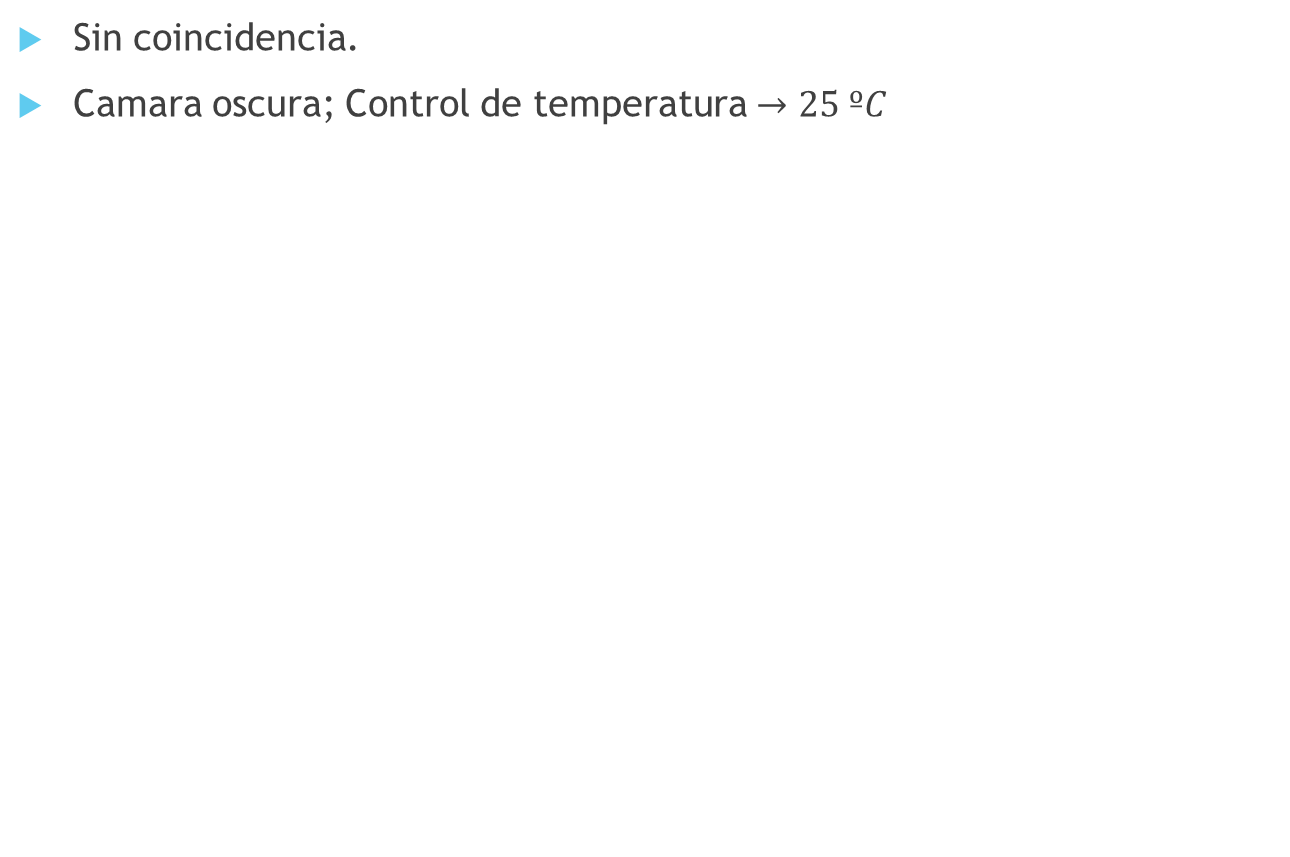 Sin coincidencia.
Camara oscura; Control de temperatura → 25 ºC